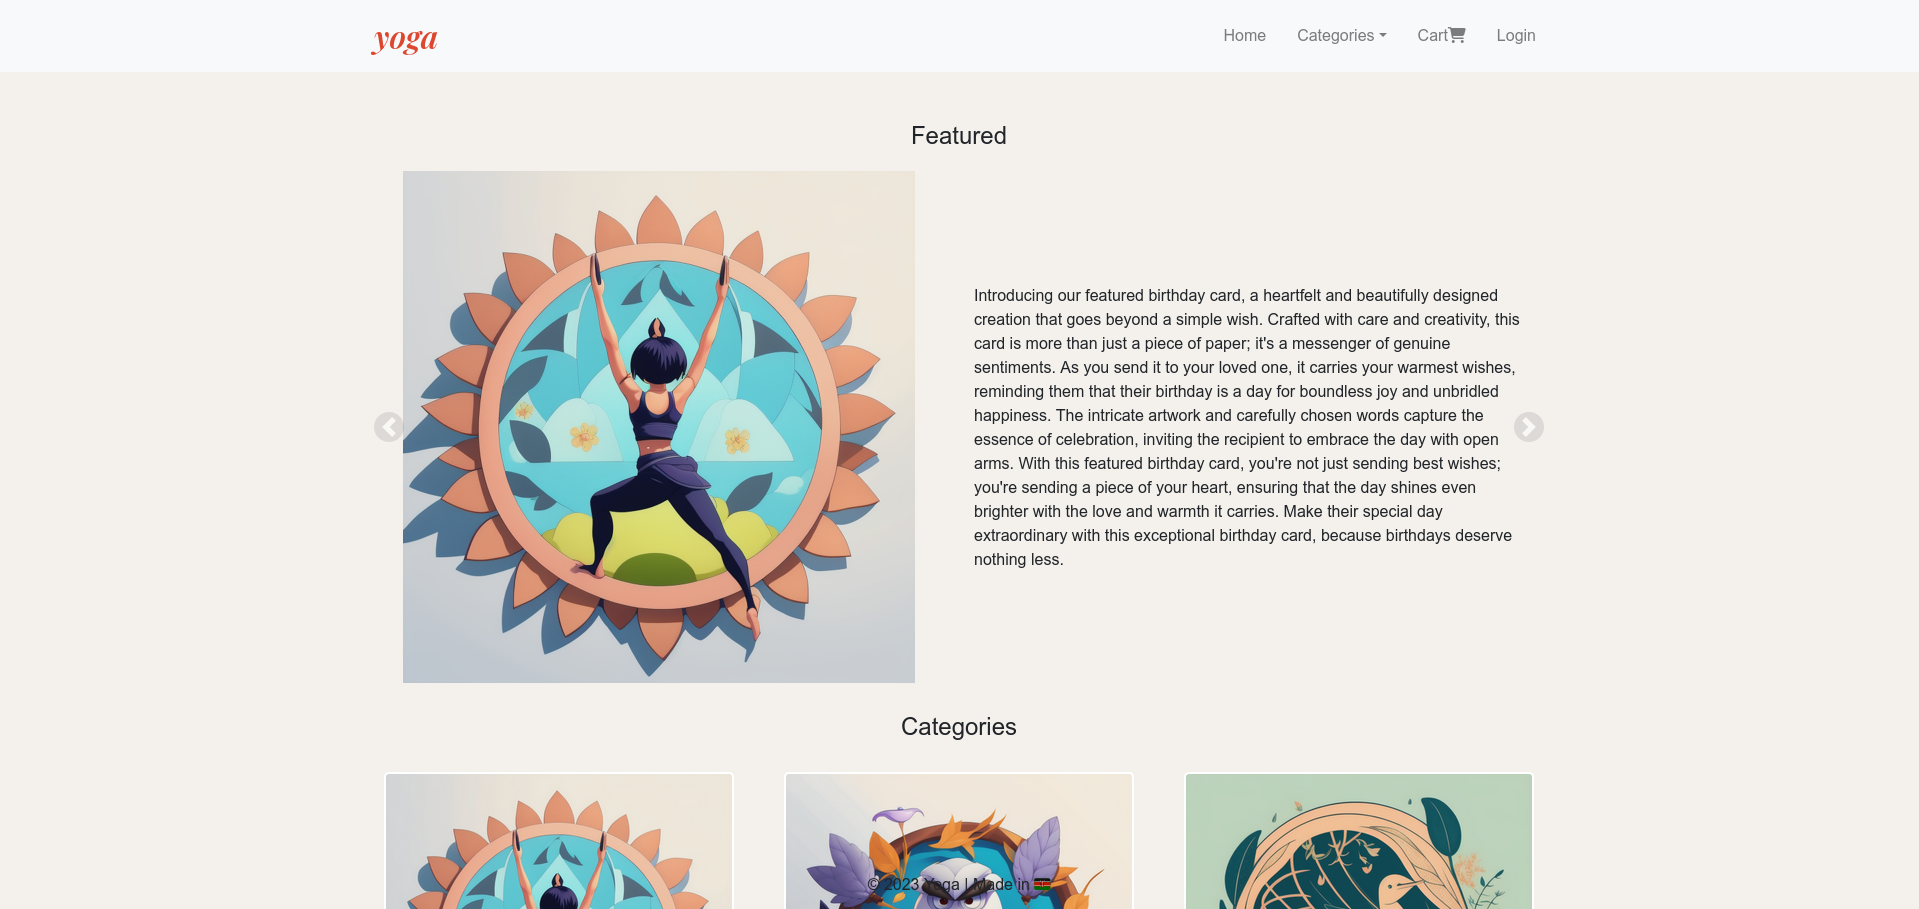 yoga
Home
Categories
Cart
Login
Featured
Introducing our featured birthday card, a heartfelt and beautifully designed
creation that goes beyond a simple wish. Crafted with care and creativity, this
card is more than just a piece of paper; it's a messenger of genuine
sentiments. As you send it to your loved one, it carries your warmest wishes,
reminding them that their birthday is a day for boundless joy and unbridled
happiness. The intricate artwork and carefully chosen words capture the
essence of celebration, inviting the recipient to embrace the day with open
arms. With this featured birthday card, you're not just sending best wishes;
you're sending a piece of your heart, ensuring that the day shines even
brighter with the love and warmth it carries. Make their special day
extraordinary with this exceptional birthday card, because birthdays deserve
nothing less.
Categories
© 2023 Yoga | Made in 🇰🇪